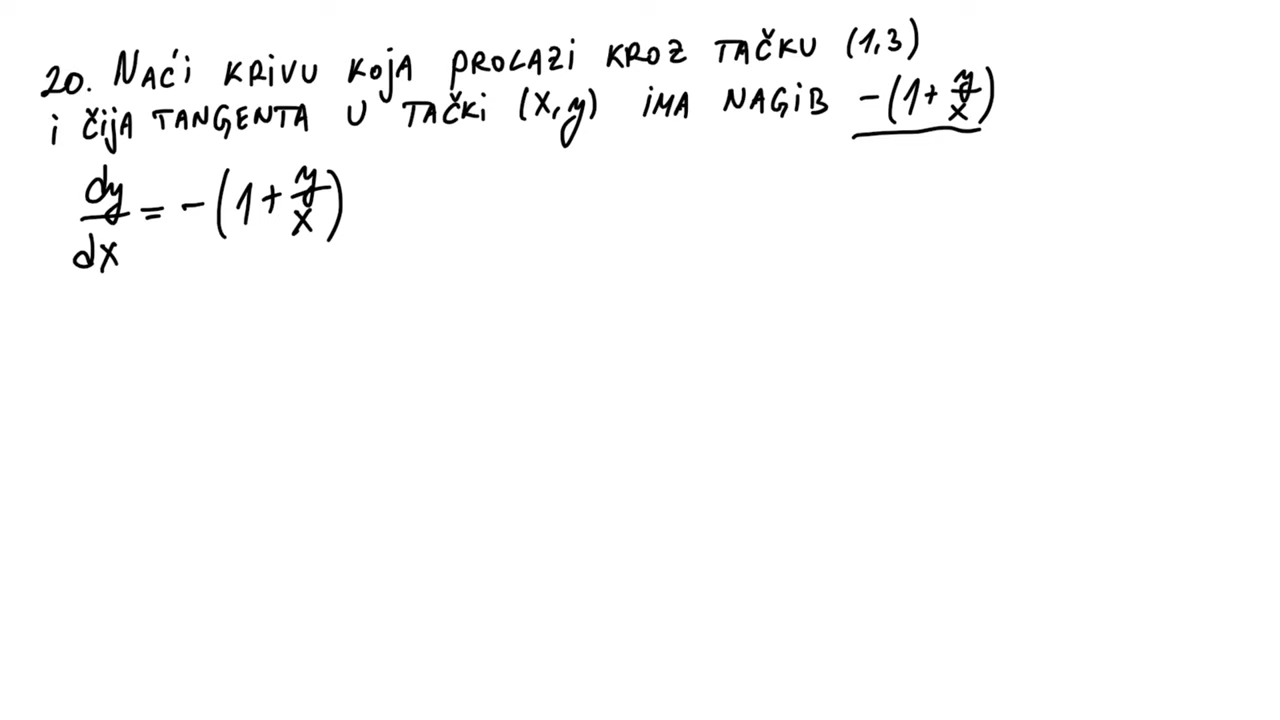 20. NAĆI KRIVU KOJA PROLAZI KROZ TAČKU (1,3)
I ČIJA TANGENTA U TAČKI (x,y) IMA NAGIB -(1+y/x)
dy/dx = -(1+y/x)